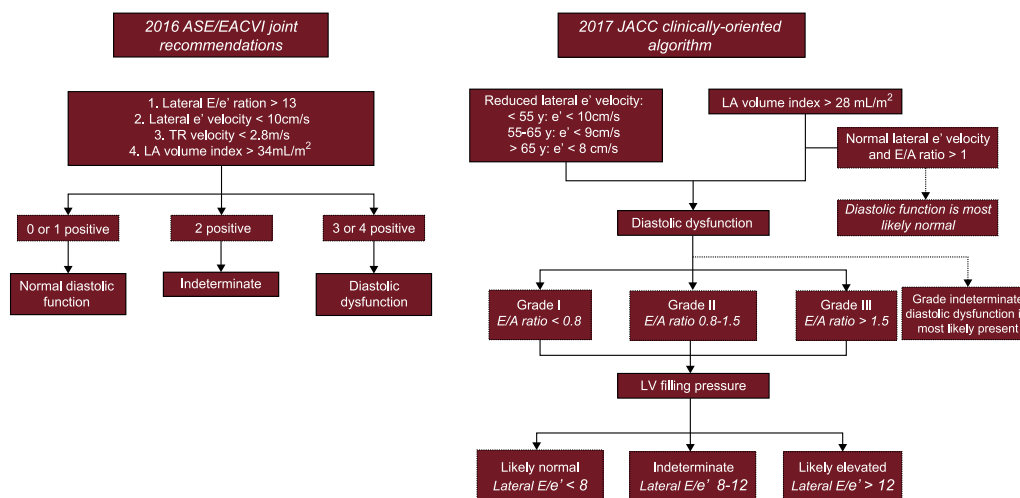 2016 ASE/EACVI joint
recommendations
1. Lateral E/e' ration > 13
2. Lateral e' velocity < 10cm/s
3. TR velocity < 2.8m/s
4. LA volume index > 34mL/m²
0 or 1 positive
2 positive
3 or 4 positive
Normal diastolic
function
Indeterminate
Diastolic
dysfunction
2017 JACC clinically-oriented
algorithm
Reduced lateral e' velocity:
< 55 y: e' < 10cm/s
55-65 y: e' < 9cm/s
> 65 y: e' < 8 cm/s
LA volume index > 28 mL/m²
Normal lateral e' velocity
and E/A ratio > 1
Diastolic function is most
likely normal
Diastolic dysfunction
Grade I
E/A ratio < 0.8
Grade II
E/A ratio 0.8-1.5
Grade III
E/A ratio > 1.5
Grade indeterminate
diastolic dysfunction i
most likely present
LV filling pressure
Likely normal
Lateral E/e' < 8
Indeterminate
Lateral E/e' 8-12
Likely elevated
Lateral E/e' > 12